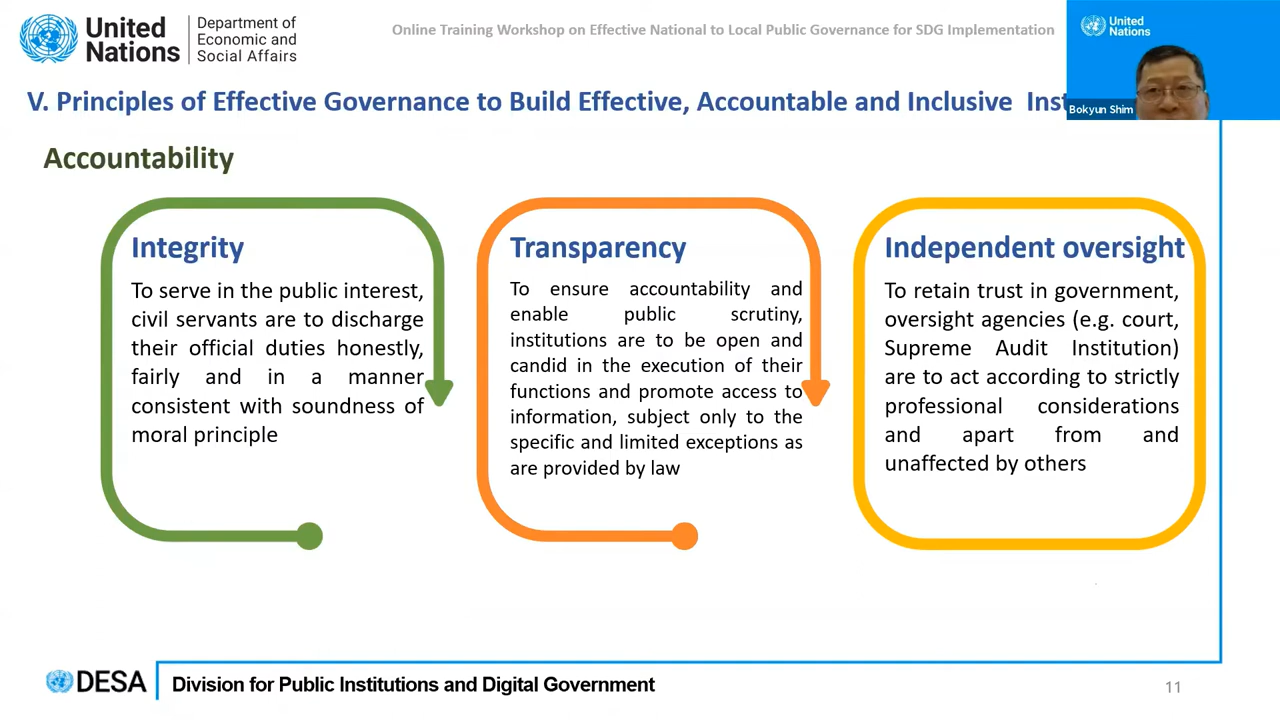 United
Nations
Department of
Economic and
Social Affairs
Online Training Workshop on Effective National to Local Public Governance for SDG Implementation
United
Nations
Bokyun Shim
V. Principles of Effective Governance to Build Effective, Accountable and Inclusive
Accountability
Integrity
To serve in the public interest,
civil servants are to discharge
their official duties honestly,
fairly and in a manner
consistent with soundness of
moral principle
Transparency
To ensure accountability and
enable public scrutiny,
institutions are to be open and
candid in the execution of their
functions and promote access to
information, subject only to the
specific and limited exceptions as
are provided by law
Independent oversight
To retain trust in government,
oversight agencies (e.g. court,
Supreme Audit Institution)
are to act according to strictly
professional considerations
and apart from and
unaffected by others
DESA
Division for Public Institutions and Digital Government
11